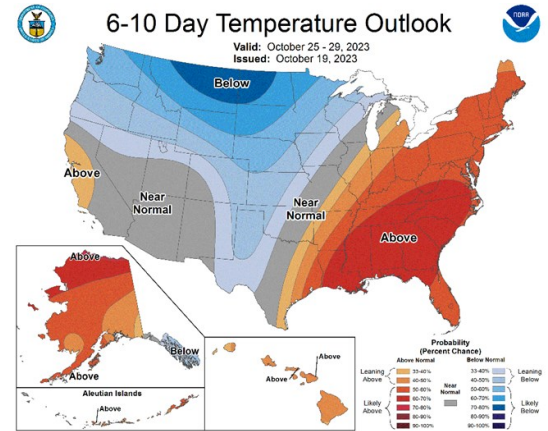 6-10 Day Temperature Outlook
Valid: October 25 - 29, 2023
Issued: October 19, 2023
NOAA
Below
Above
Near
Normal
Near
Normal
Above
Above
Above
Below
Aleutian Islands
Above
Above
Above
Probability
(Percent Chance)
Above Normal
Below Normal
Leaning
Above
33-40%
40-50%
33-40%
40-50%
Leaning
Below
Likely
Above
50-60%
60-70%
70-80%
80-90%
90-100%
Near
Normal
50-60%
60-70%
70-80%
80-90%
90-100%
Likely
Below